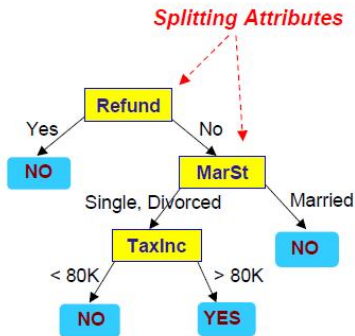 Splitting Attributes
Refund
Yes
No
NO
MarSt
Single, Divorced
Married
TaxInc
NO
< 80K
> 80K
NO
YES